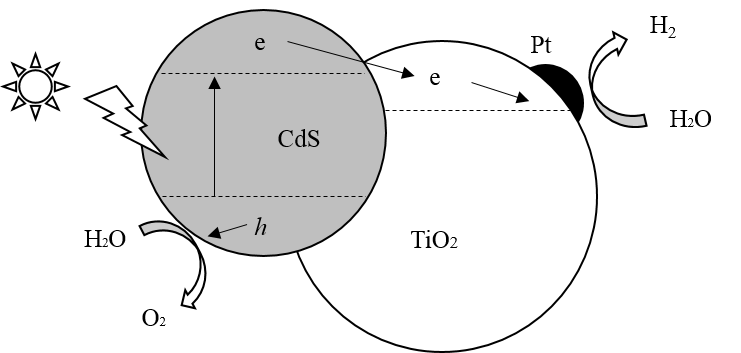 e
Pt
H₂
e
H₂O
CdS
h
H₂O
TiO₂
O₂